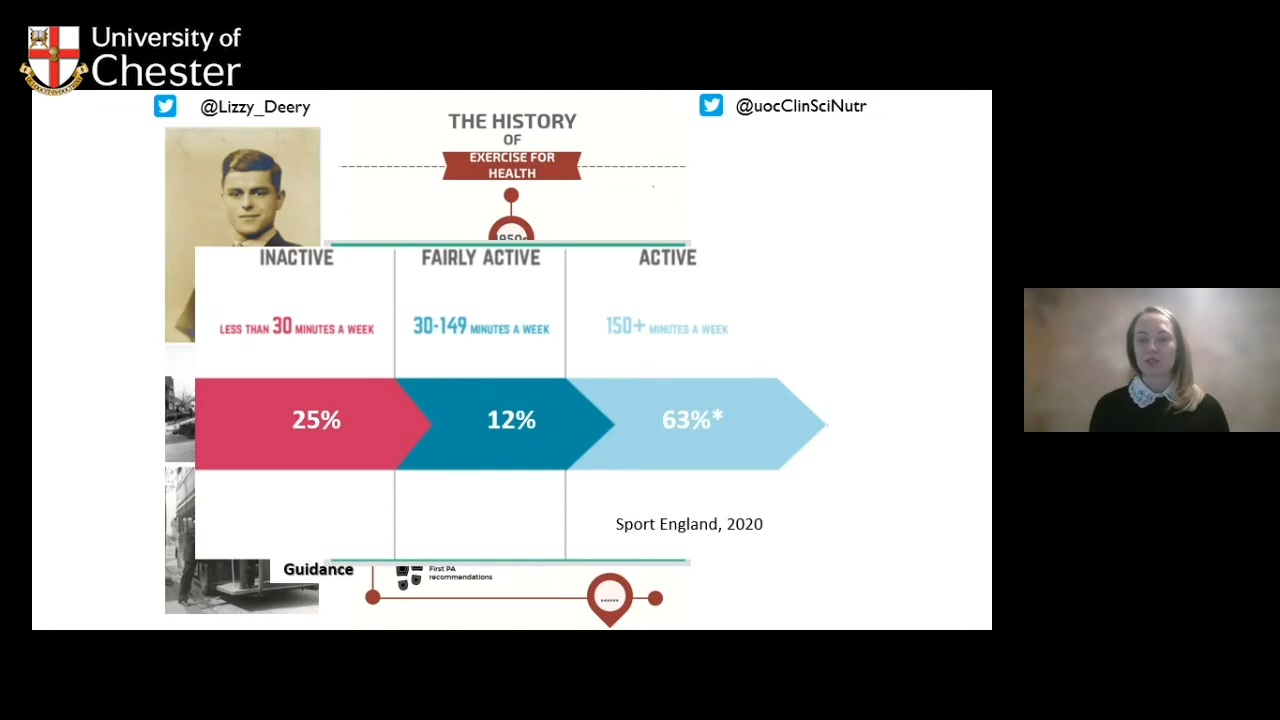 University of
Chester
@Lizzy_Deery
@uocClinSciNutr
THE HISTORY
OF
EXERCISE FOR
HEALTH
INACTIVE
FAIRLY ACTIVE
ACTIVE
LESS THAN 30 MINUTES A WEEK
30-149 MINUTES A WEEK
150+ MINUTES A WEEK
25%
12%
63%*
Sport England, 2020
Guidance
First PA
recommendations
......